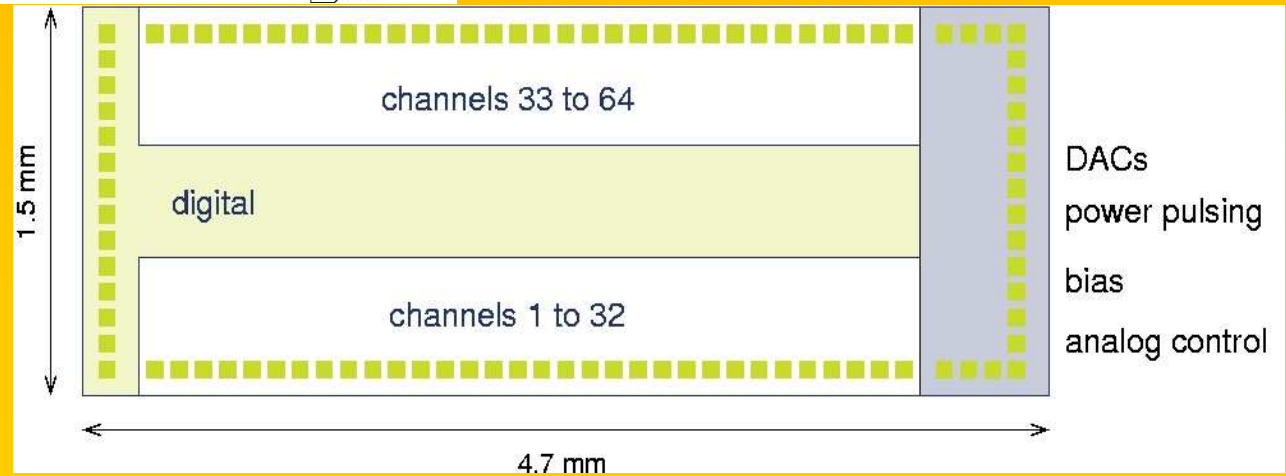 channels 33 to 64
1.5 mm
digital
channels 1 to 32
DACs
power pulsing
bias
analog control
4.7 mm